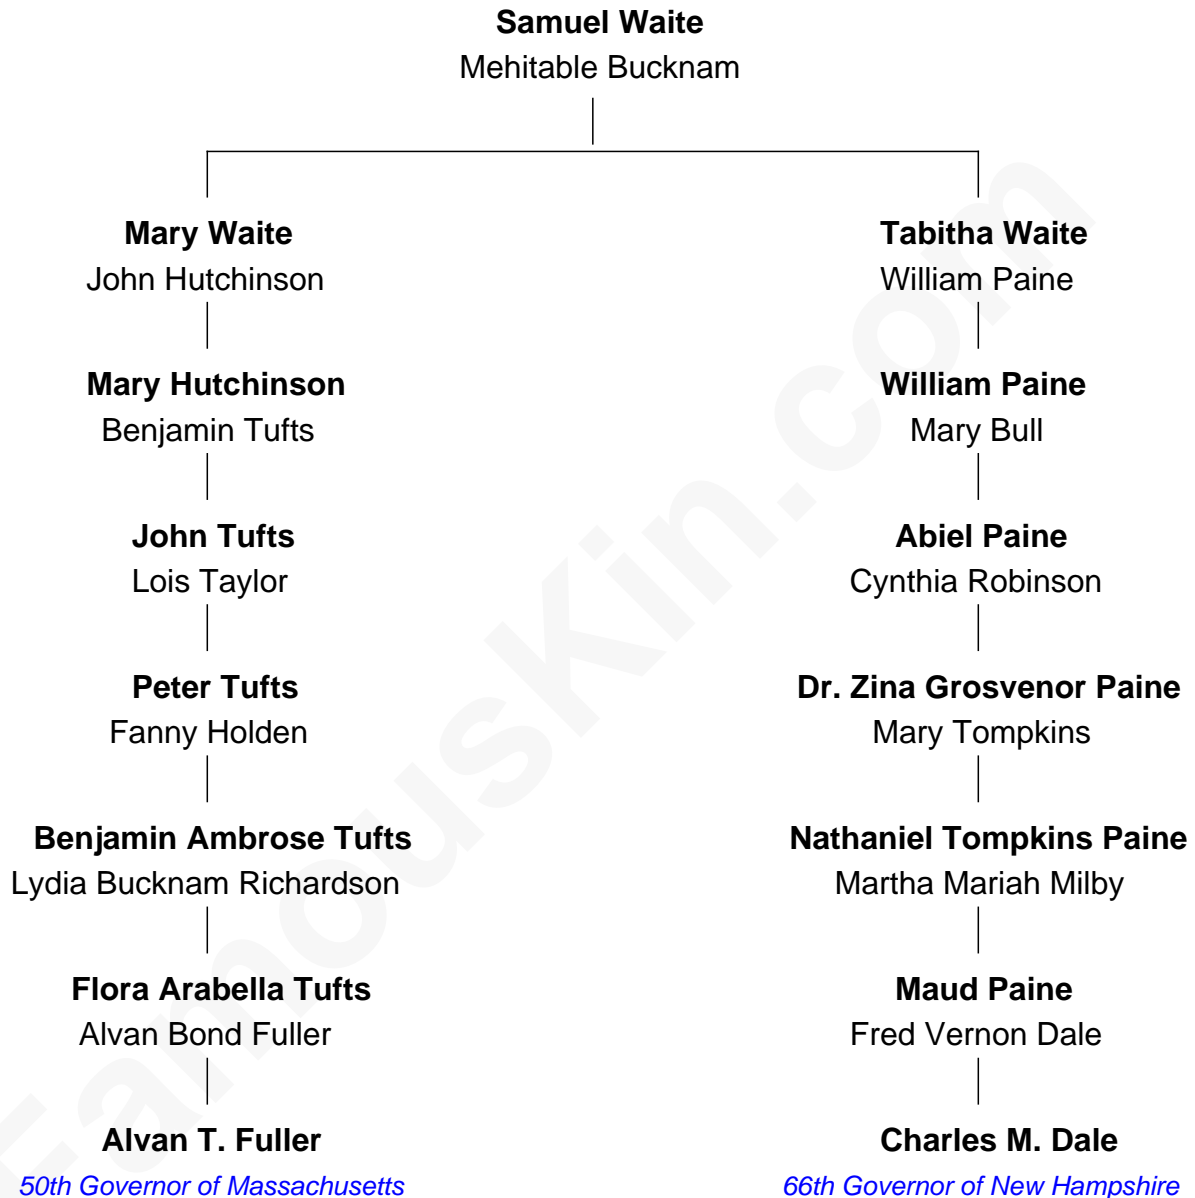 Samuel Waite
Mehitable Bucknam
Mary Waite
John Hutchinson
Tabitha Waite
William Paine
Mary Hutchinson
Benjamin Tufts
William Paine
Mary Bull
John Tufts
Lois Taylor
Abiel Paine
Cynthia Robinson
Peter Tufts
Fanny Holden
Dr. Zina Grosvenor Paine
Mary Tompkins
Benjamin Ambrose Tufts
Lydia Bucknam Richardson
Nathaniel Tompkins Paine
Martha Mariah Milby
Flora Arabella Tufts
Alvan Bond Fuller
Maud Paine
Fred Vernon Dale
Alvan T. Fuller
50th Governor of Massachusetts
Charles M. Dale
66th Governor of New Hampshire
FamousKin.com